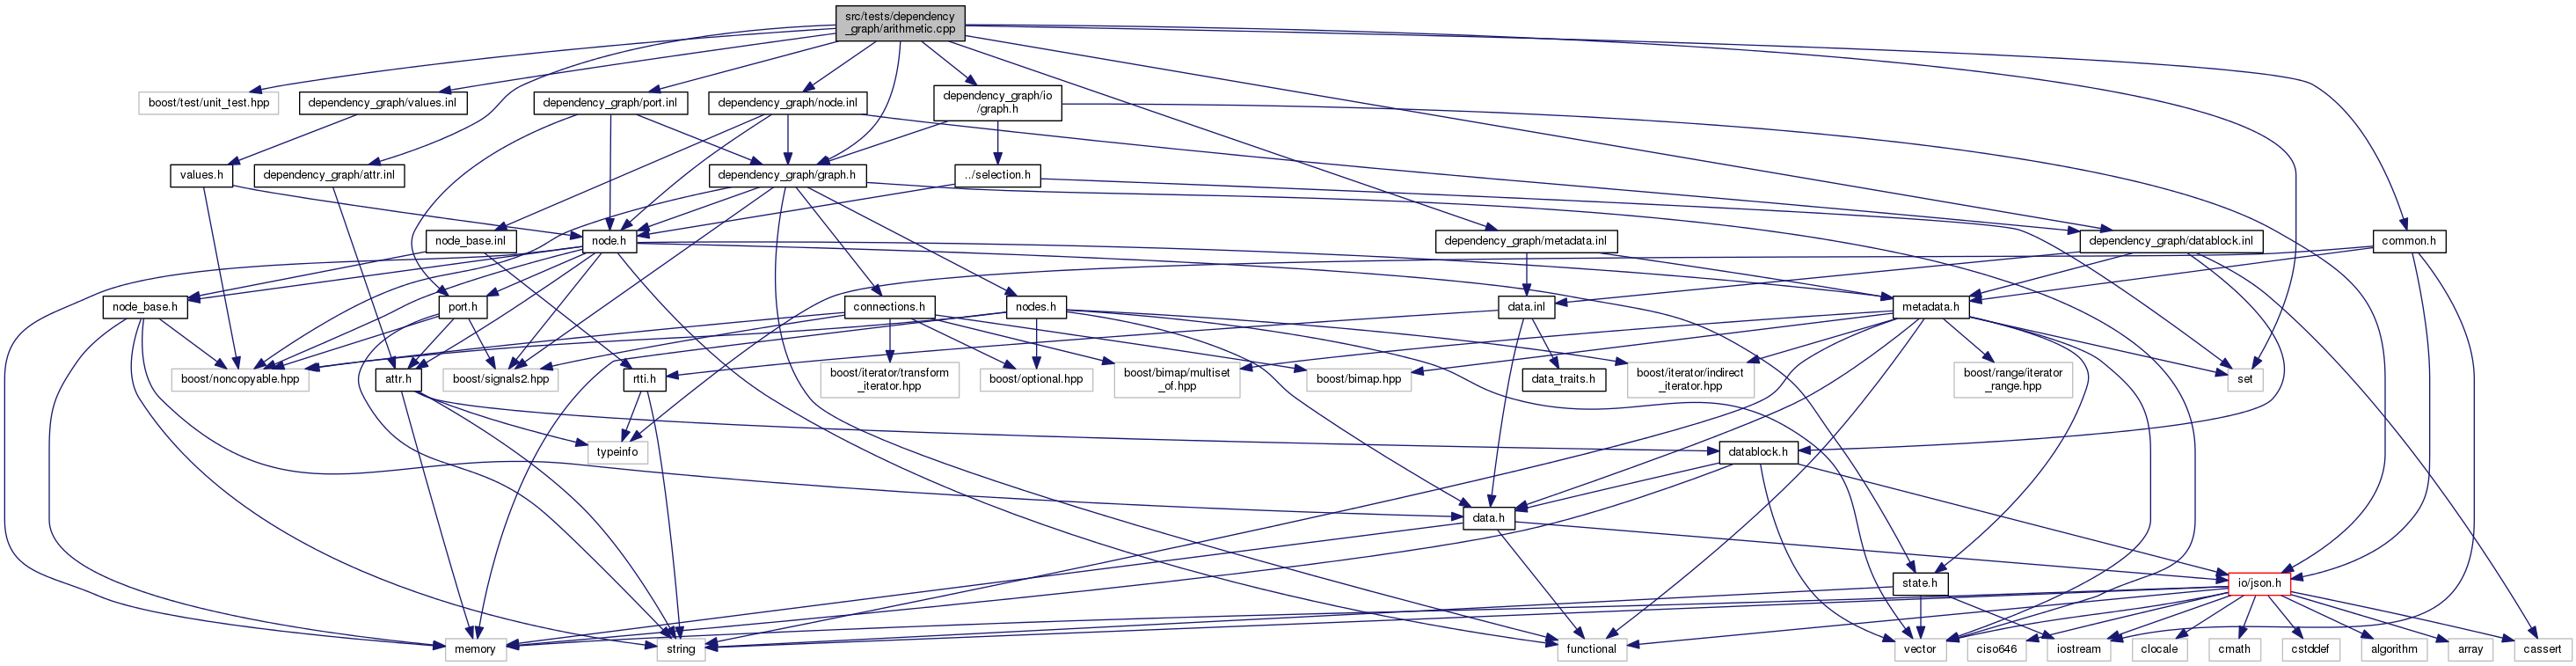 src/tests/dependency
_graph/arithmetic.cpp
boost/test/unit_test.hpp
dependency_graph/values.inl
dependency_graph/port.inl
dependency_graph/node.inl
dependency_graph/io
/graph.h
values.h
dependency_graph/attr.inl
dependency_graph/graph.h
../selection.h
node_base.inl
node.h
dependency_graph/metadata.inl
dependency_graph/datablock.inl
common.h
node_base.h
port.h
connections.h
nodes.h
data.inl
metadata.h
boost/noncopyable.hpp
attr.h
boost/signals2.hpp
rtti.h
boost/iterator/transform
_iterator.hpp
boost/optional.hpp
boost/bimap/multiset
_of.hpp
boost/bimap.hpp
data_traits.h
boost/iterator/indirect
_iterator.hpp
boost/range/iterator
_range.hpp
set
typeinfo
datablock.h
data.h
state.h
io/json.h
memory
string
functional
vector
ciso646
iostream
clocale
cmath
cstddef
algorithm
array
cassert